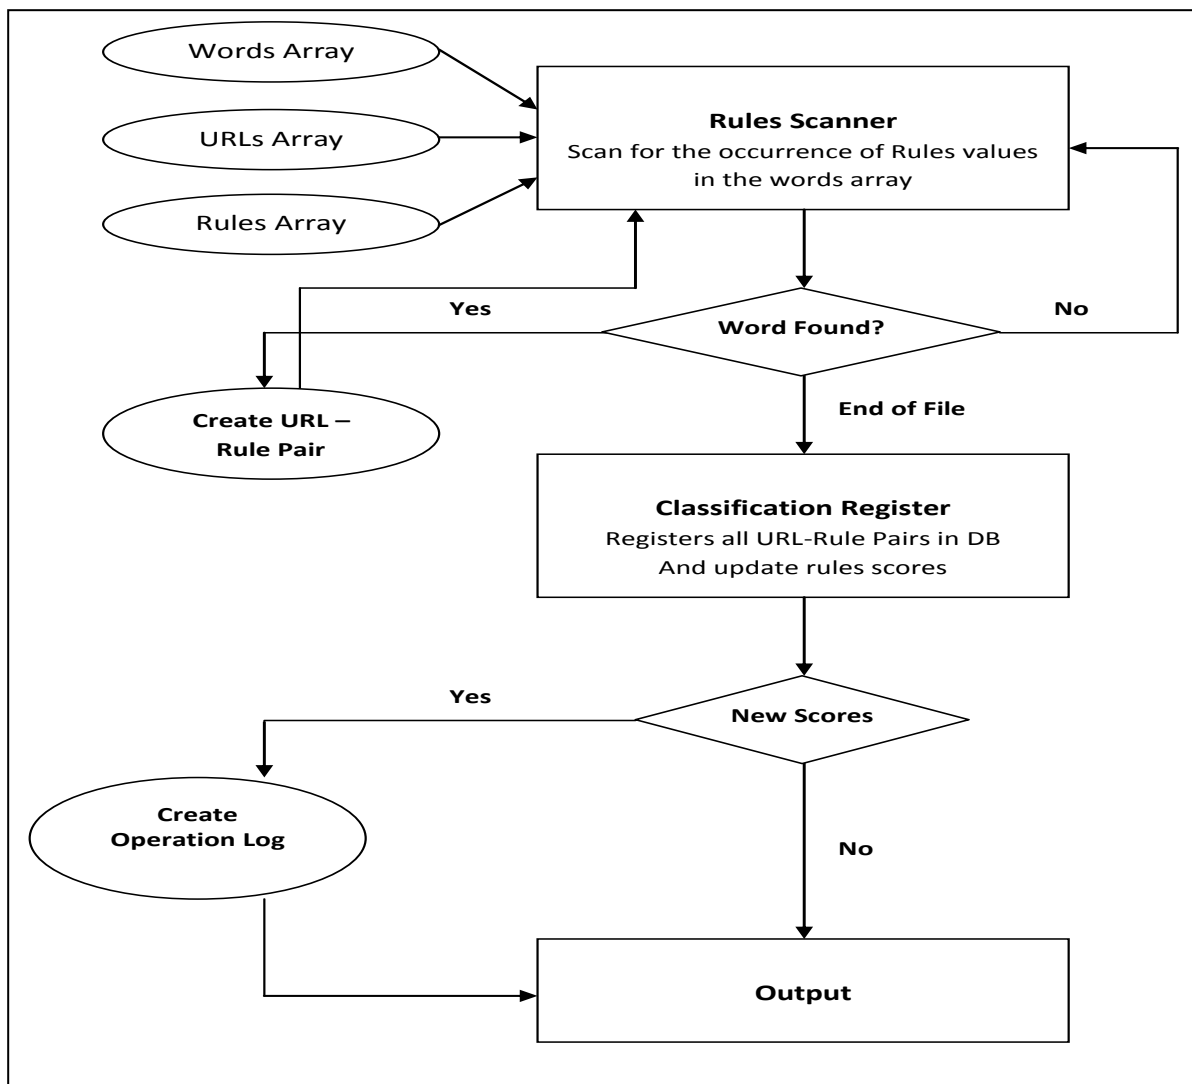 Words Array
URLs Array
Rules Array
Rules Scanner
Scan for the occurrence of Rules values
in the words array
Yes
Word Found?
No
Create URL –
Rule Pair
End of File
Classification Register
Registers all URL-Rule Pairs in DB
And update rules scores
Yes
New Scores
Create
Operation Log
No
Output